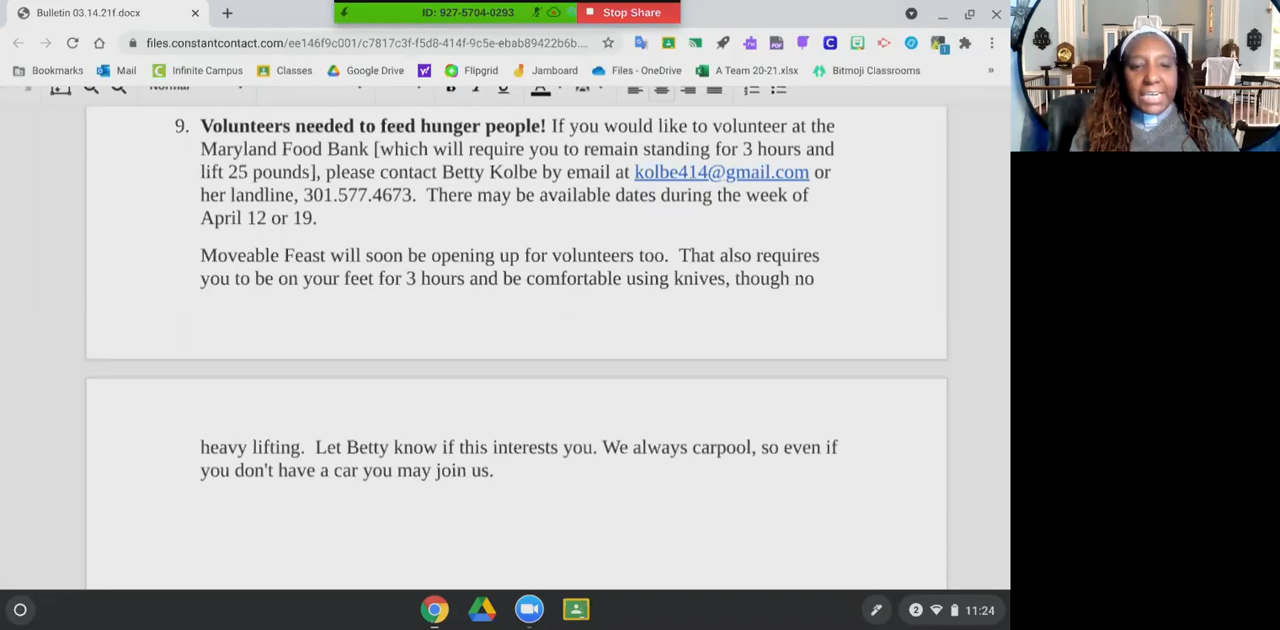 Bulletin 03.14.21f.docx
ID: 927-5704-0293
Stop Share
files.constantcontact.com/ee146f9c001/c7817c3f-f5d8-414f-9c5e-ebab89422b6b....
Bookmarks Mail Infinite Campus Classes Google Drive Flipgrid Jamboard Files - OneDrive A Team 20-21.xlsx Bitmoji Classrooms »
Normal
9. Volunteers needed to feed hunger people! If you would like to volunteer at the
Maryland Food Bank [which will require you to remain standing for 3 hours and
lift 25 pounds], please contact Betty Kolbe by email at kolbe414@gmail.com or
her landline, 301.577.4673. There may be available dates during the week of
April 12 or 19.
Moveable Feast will soon be opening up for volunteers too. That also requires
you to be on your feet for 3 hours and be comfortable using knives, though no
heavy lifting. Let Betty know if this interests you. We always carpool, so even if
you don't have a car you may join us.
2 11:24